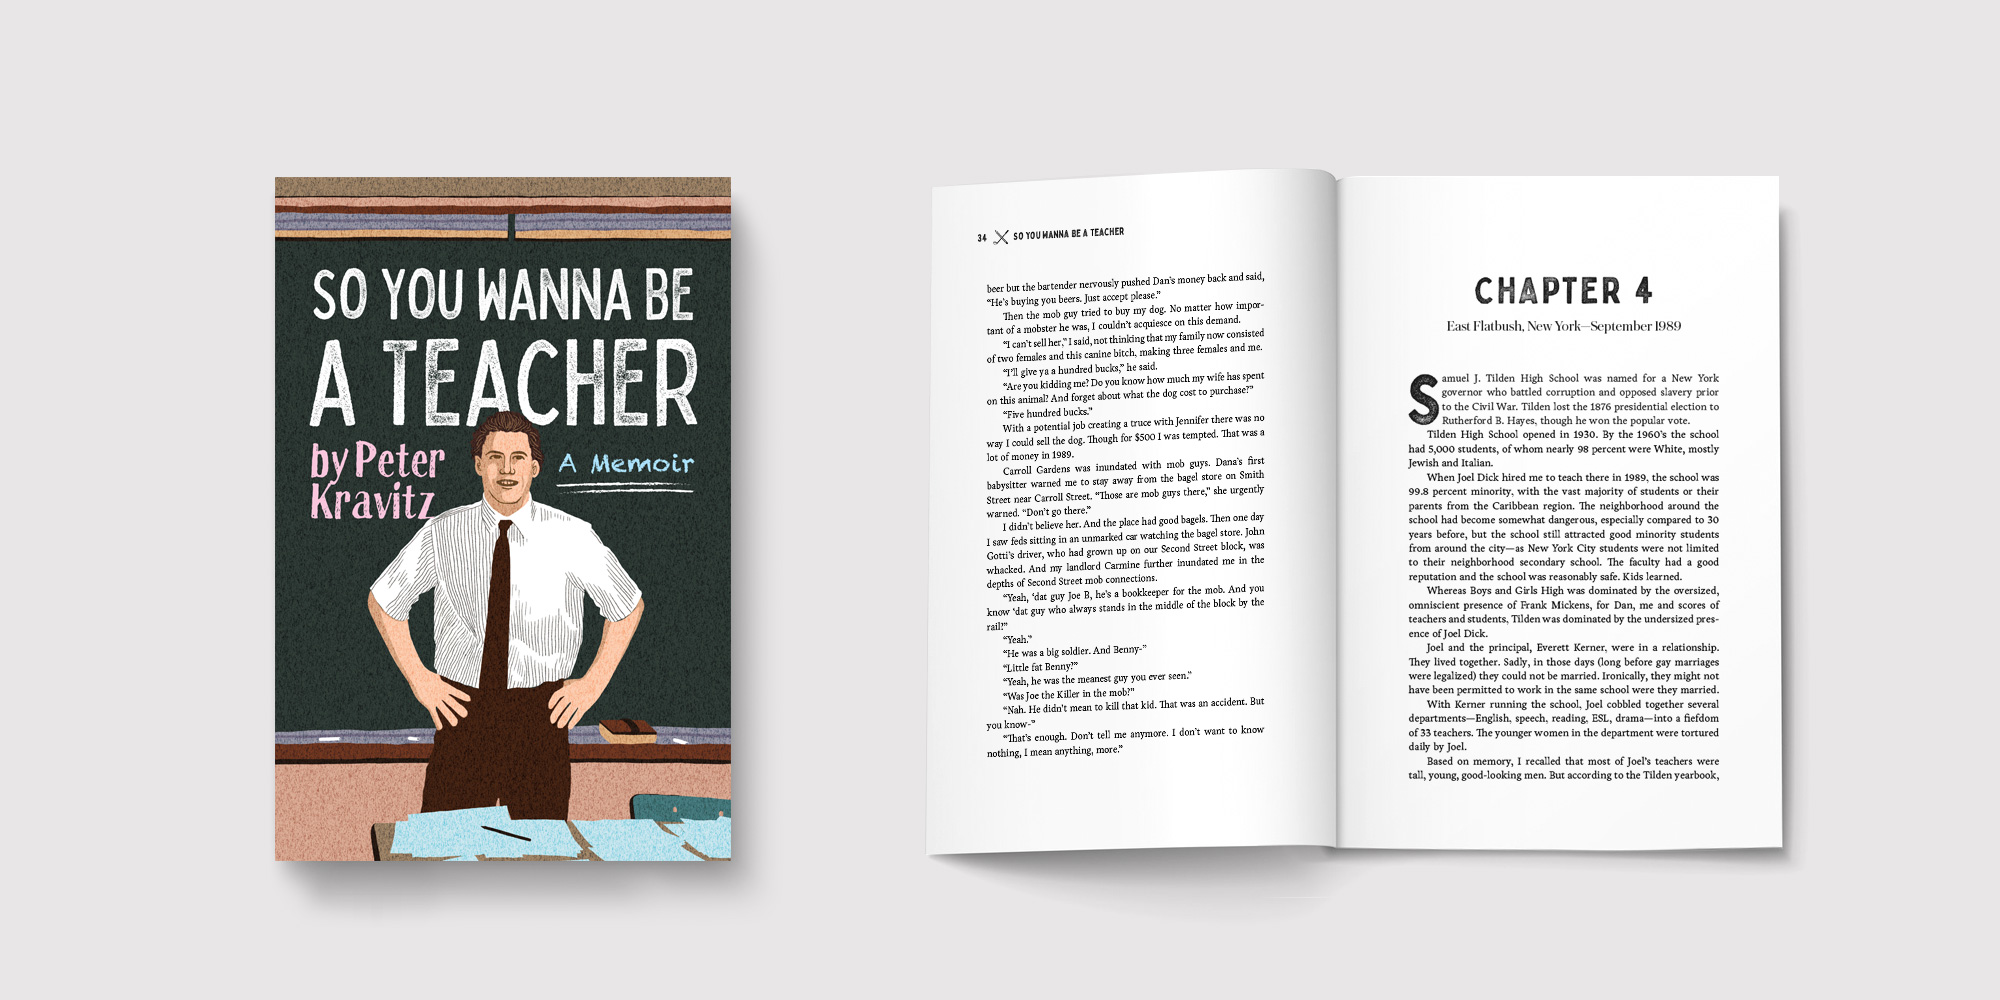 SO YOU WANNA BE
A TEACHER
by Peter
Kravitz
A Memoir
34 SO YOU WANNA BE A TEACHER
beer but the bartender nervously pushed Dan's money back and said,
“He's buying you beers. Just accept please.”
Then the mob guy tried to buy my dog. No matter how impor-
tant of a mobster he was, I couldn't acquiesce on this demand.
“I can't sell her,” I said, not thinking that my family now consisted
of two females and this canine bitch, making three females and me.
“I'll give ya a hundred bucks,” he said.
“Are you kidding me? Do you know how much my wife has spent
on this animal? And forget about what the dog cost to purchase?”
“Five hundred bucks.”
With a potential job creating a truce with Jennifer there was no
way I could sell the dog. Though for $500 I was tempted. That was a
lot of money in 1989.
Carroll Gardens was inundated with mob guys. Dana's first
babysitter warned me to stay away from the bagel store on Smith
Street near Carroll Street. “Those are mob guys there,” she urgently
warned. “Don't go there.”
I didn't believe her. And the place had good bagels. Then one day
I saw feds sitting in an unmarked car watching the bagel store. John
Gotti's driver, who had grown up on our Second Street block, was
whacked. And my landlord Carmine further inundated me in the
depths of Second Street mob connections.
“Yeah, ‘dat guy Joe B, he's a bookkeeper for the mob. And you
know ‘dat guy who always stands in the middle of the block by the
rail?”
“Yeah.”
“He was a big soldier. And Benny-”
“Little fat Benny?”
“Yeah, he was the meanest guy you ever seen.”
“Was Joe the Killer in the mob?”
“Nah. He didn't mean to kill that kid. That was an accident. But
you know-”
“That's enough. Don't tell me anymore. I don't want to know
nothing, I mean anything, more.”
CHAPTER 4
East Flatbush, New York—September 1989
Samuel J. Tilden High School was named for a New York
governor who battled corruption and opposed slavery prior
to the Civil War. Tilden lost the 1876 presidential election to
Rutherford B. Hayes, though he won the popular vote.
Tilden High School opened in 1930. By the 1960's the school
had 5,000 students, of whom nearly 98 percent were White, mostly
Jewish and Italian.
When Joel Dick hired me to teach there in 1989, the school was
99.8 percent minority, with the vast majority of students or their
parents from the Caribbean region. The neighborhood around the
school had become somewhat dangerous, especially compared to 30
years before, but the school still attracted good minority students
from around the city—as New York City students were not limited
to their neighborhood secondary school. The faculty had a good
reputation and the school was reasonably safe. Kids learned.
Whereas Boys and Girls High was dominated by the oversized,
omniscient presence of Frank Mickens, for Dan, me and scores of
teachers and students, Tilden was dominated by the undersized pres-
ence of Joel Dick.
Joel and the principal, Everett Kerner, were in a relationship.
They lived together. Sadly, in those days (long before gay marriages
were legalized) they could not be married. Ironically, they might not
have been permitted to work in the same school were they married.
With Kerner running the school, Joel cobbled together several
departments—English, speech, reading, ESL, drama—into a fiefdom
of 33 teachers. The younger women in the department were tortured
daily by Joel.
Based on memory, I recalled that most of Joel's teachers were
tall, young, good-looking men. But according to the Tilden yearbook,